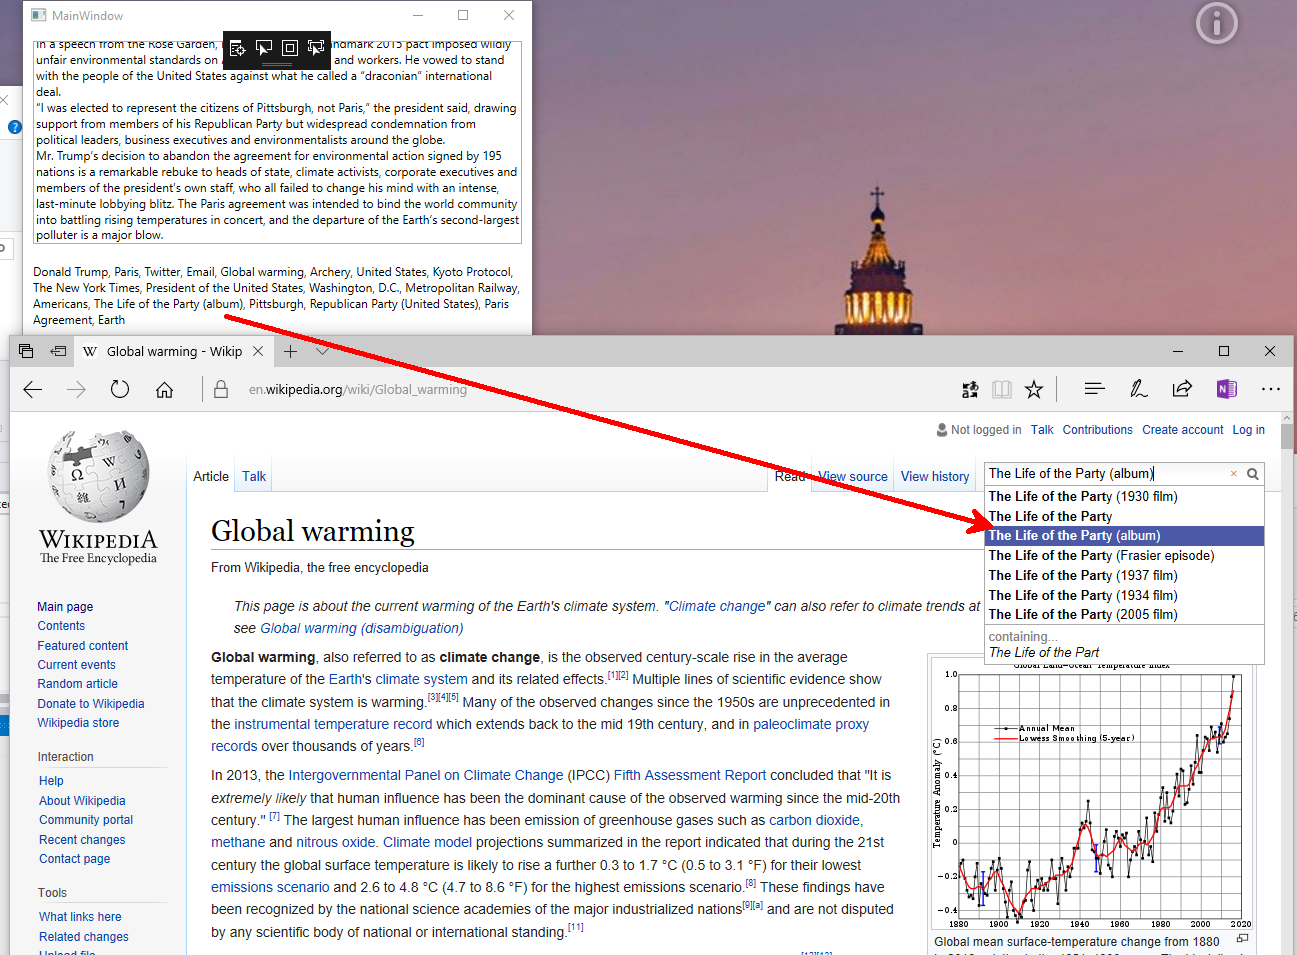 MainWindow
In a speech from the Rose Garden,
ndmark 2015 pact imposed wildly
unfair environmental standards on
and workers. He vowed to stand
with the people of the United States against what he called a “draconian” international
deal.
“I was elected to represent the citizens of Pittsburgh, not Paris,” the president said, drawing
support from members of his Republican Party but widespread condemnation from
political leaders, business executives and environmentalists around the globe.
Mr. Trump’s decision to abandon the agreement for environmental action signed by 195
nations is a remarkable rebuke to heads of state, climate activists, corporate executives and
members of the president’s own staff, who all failed to change his mind with an intense,
last-minute lobbying blitz. The Paris agreement was intended to bind the world community
into battling rising temperatures in concert, and the departure of the Earth’s second-largest
polluter is a major blow.
Donald Trump, Paris, Twitter, Email, Global warming, Archery, United States, Kyoto Protocol,
The New York Times, President of the United States, Washington, D.C., Metropolitan Railway,
Americans, The Life of the Party (album), Pittsburgh, Republican Party (United States), Paris
Agreement, Earth
W Global warming - Wikip
en.wikipedia.org/wiki/Global_warming
Not logged in Talk Contributions Create account Log in
Article Talk Read View source View history
The Life of the Party (album)
The Life of the Party (1930 film)
The Life of the Party
The Life of the Party (album)
The Life of the Party (Frasier episode)
The Life of the Party (1937 film)
The Life of the Party (1934 film)
The Life of the Party (2005 film)
containing...
The Life of the Part
WIKIPEDIA
The Free Encyclopedia
Main page
Contents
Featured content
Current events
Random article
Donate to Wikipedia
Wikipedia store
Interaction
Help
About Wikipedia
Community portal
Recent changes
Contact page
Tools
What links here
Related changes
Upload file
Global warming
From Wikipedia, the free encyclopedia
This page is about the current warming of the Earth's climate system. "Climate change" can also refer to climate trends at
see Global warming (disambiguation)
Global warming, also referred to as climate change, is the observed century-scale rise in the average
temperature of the Earth's climate system and its related effects.[1][2] Multiple lines of scientific evidence show
that the climate system is warming.[3][4][5] Many of the observed changes since the 1950s are unprecedented in
the instrumental temperature record which extends back to the mid 19th century, and in paleoclimate proxy
records over thousands of years.[6]
In 2013, the Intergovernmental Panel on Climate Change (IPCC) Fifth Assessment Report concluded that "It is
extremely likely that human influence has been the dominant cause of the observed warming since the mid-20th
century." [7] The largest human influence has been emission of greenhouse gases such as carbon dioxide,
methane and nitrous oxide. Climate model projections summarized in the report indicated that during the 21st
century the global surface temperature is likely to rise a further 0.3 to 1.7 °C (0.5 to 3.1 °F) for their lowest
emissions scenario and 2.6 to 4.8 °C (4.7 to 8.6 °F) for the highest emissions scenario.[8] These findings have
been recognized by the national science academies of the major industrialized nations[9][a] and are not disputed
by any scientific body of national or international standing.[11]
Global Land-Ocean Temperature Index
Annual Mean
Lowess Smoothing (5-year)
Temperature Anomaly (°C)
1.0
0.8
0.6
0.4
0.2
0
-0.2
-0.4
1880 1900 1920 1940 1960 1980 2000 2020
Global mean surface-temperature change from 1880